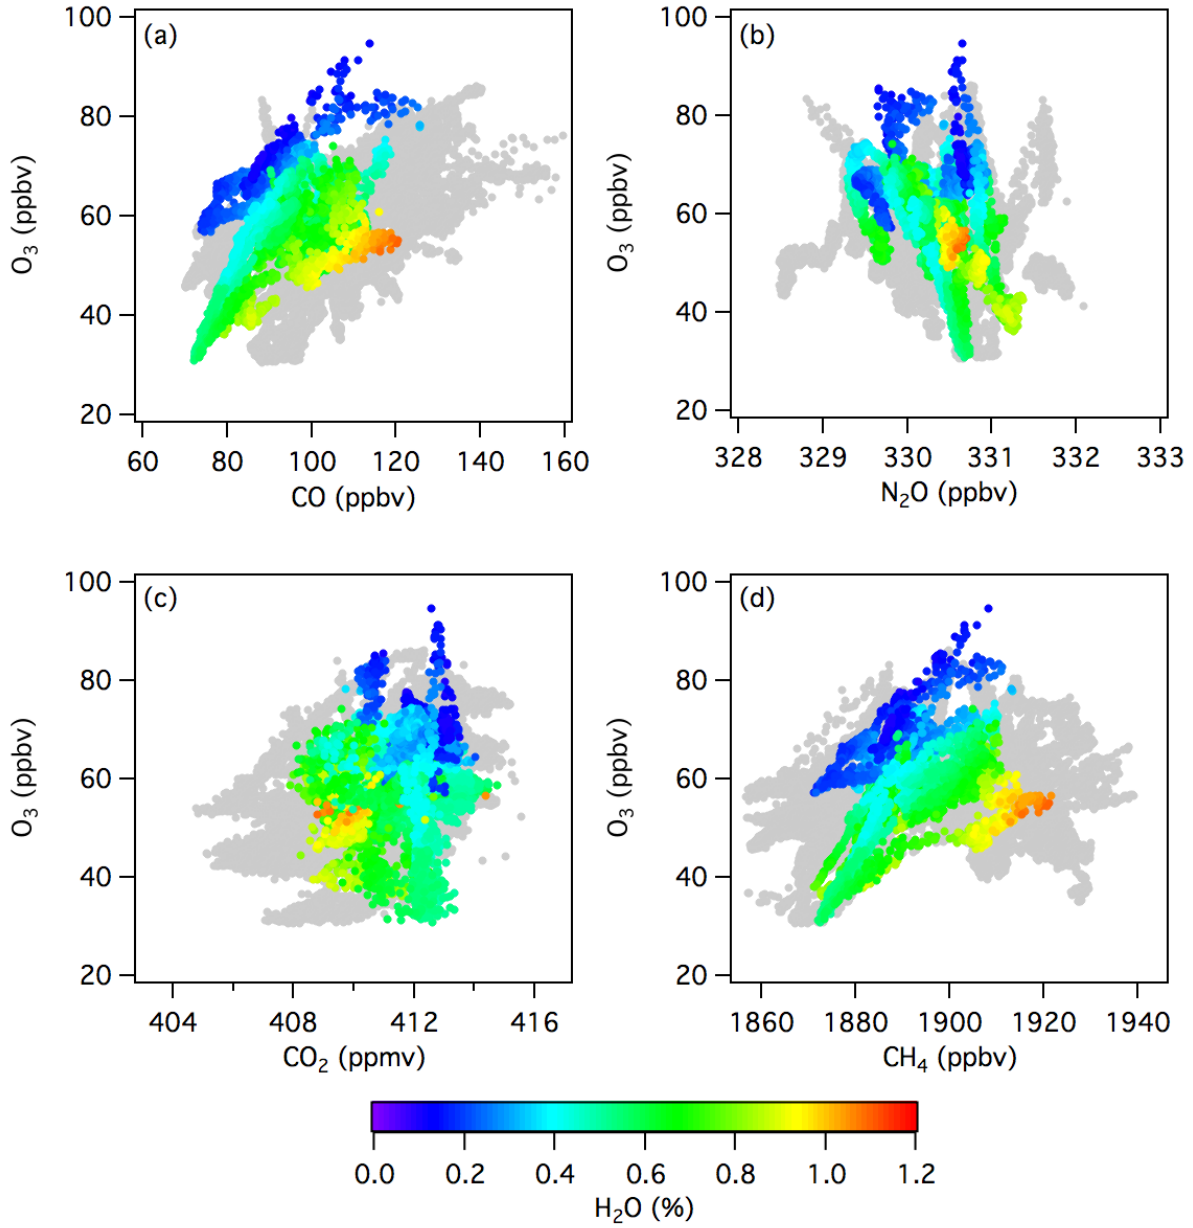 (a)
100
80
60
40
20
O3 (ppbv)
60 80 100 120 140 160
CO (ppbv)
(b)
100
80
60
40
20
O3 (ppbv)
328 329 330 331 332 333
N2O (ppbv)
(c)
100
80
60
40
20
O3 (ppbv)
404 408 412 416
CO2 (ppmv)
(d)
100
80
60
40
20
O3 (ppbv)
1860 1880 1900 1920 1940
CH4 (ppbv)
0.0 0.2 0.4 0.6 0.8 1.0 1.2
H2O (%)